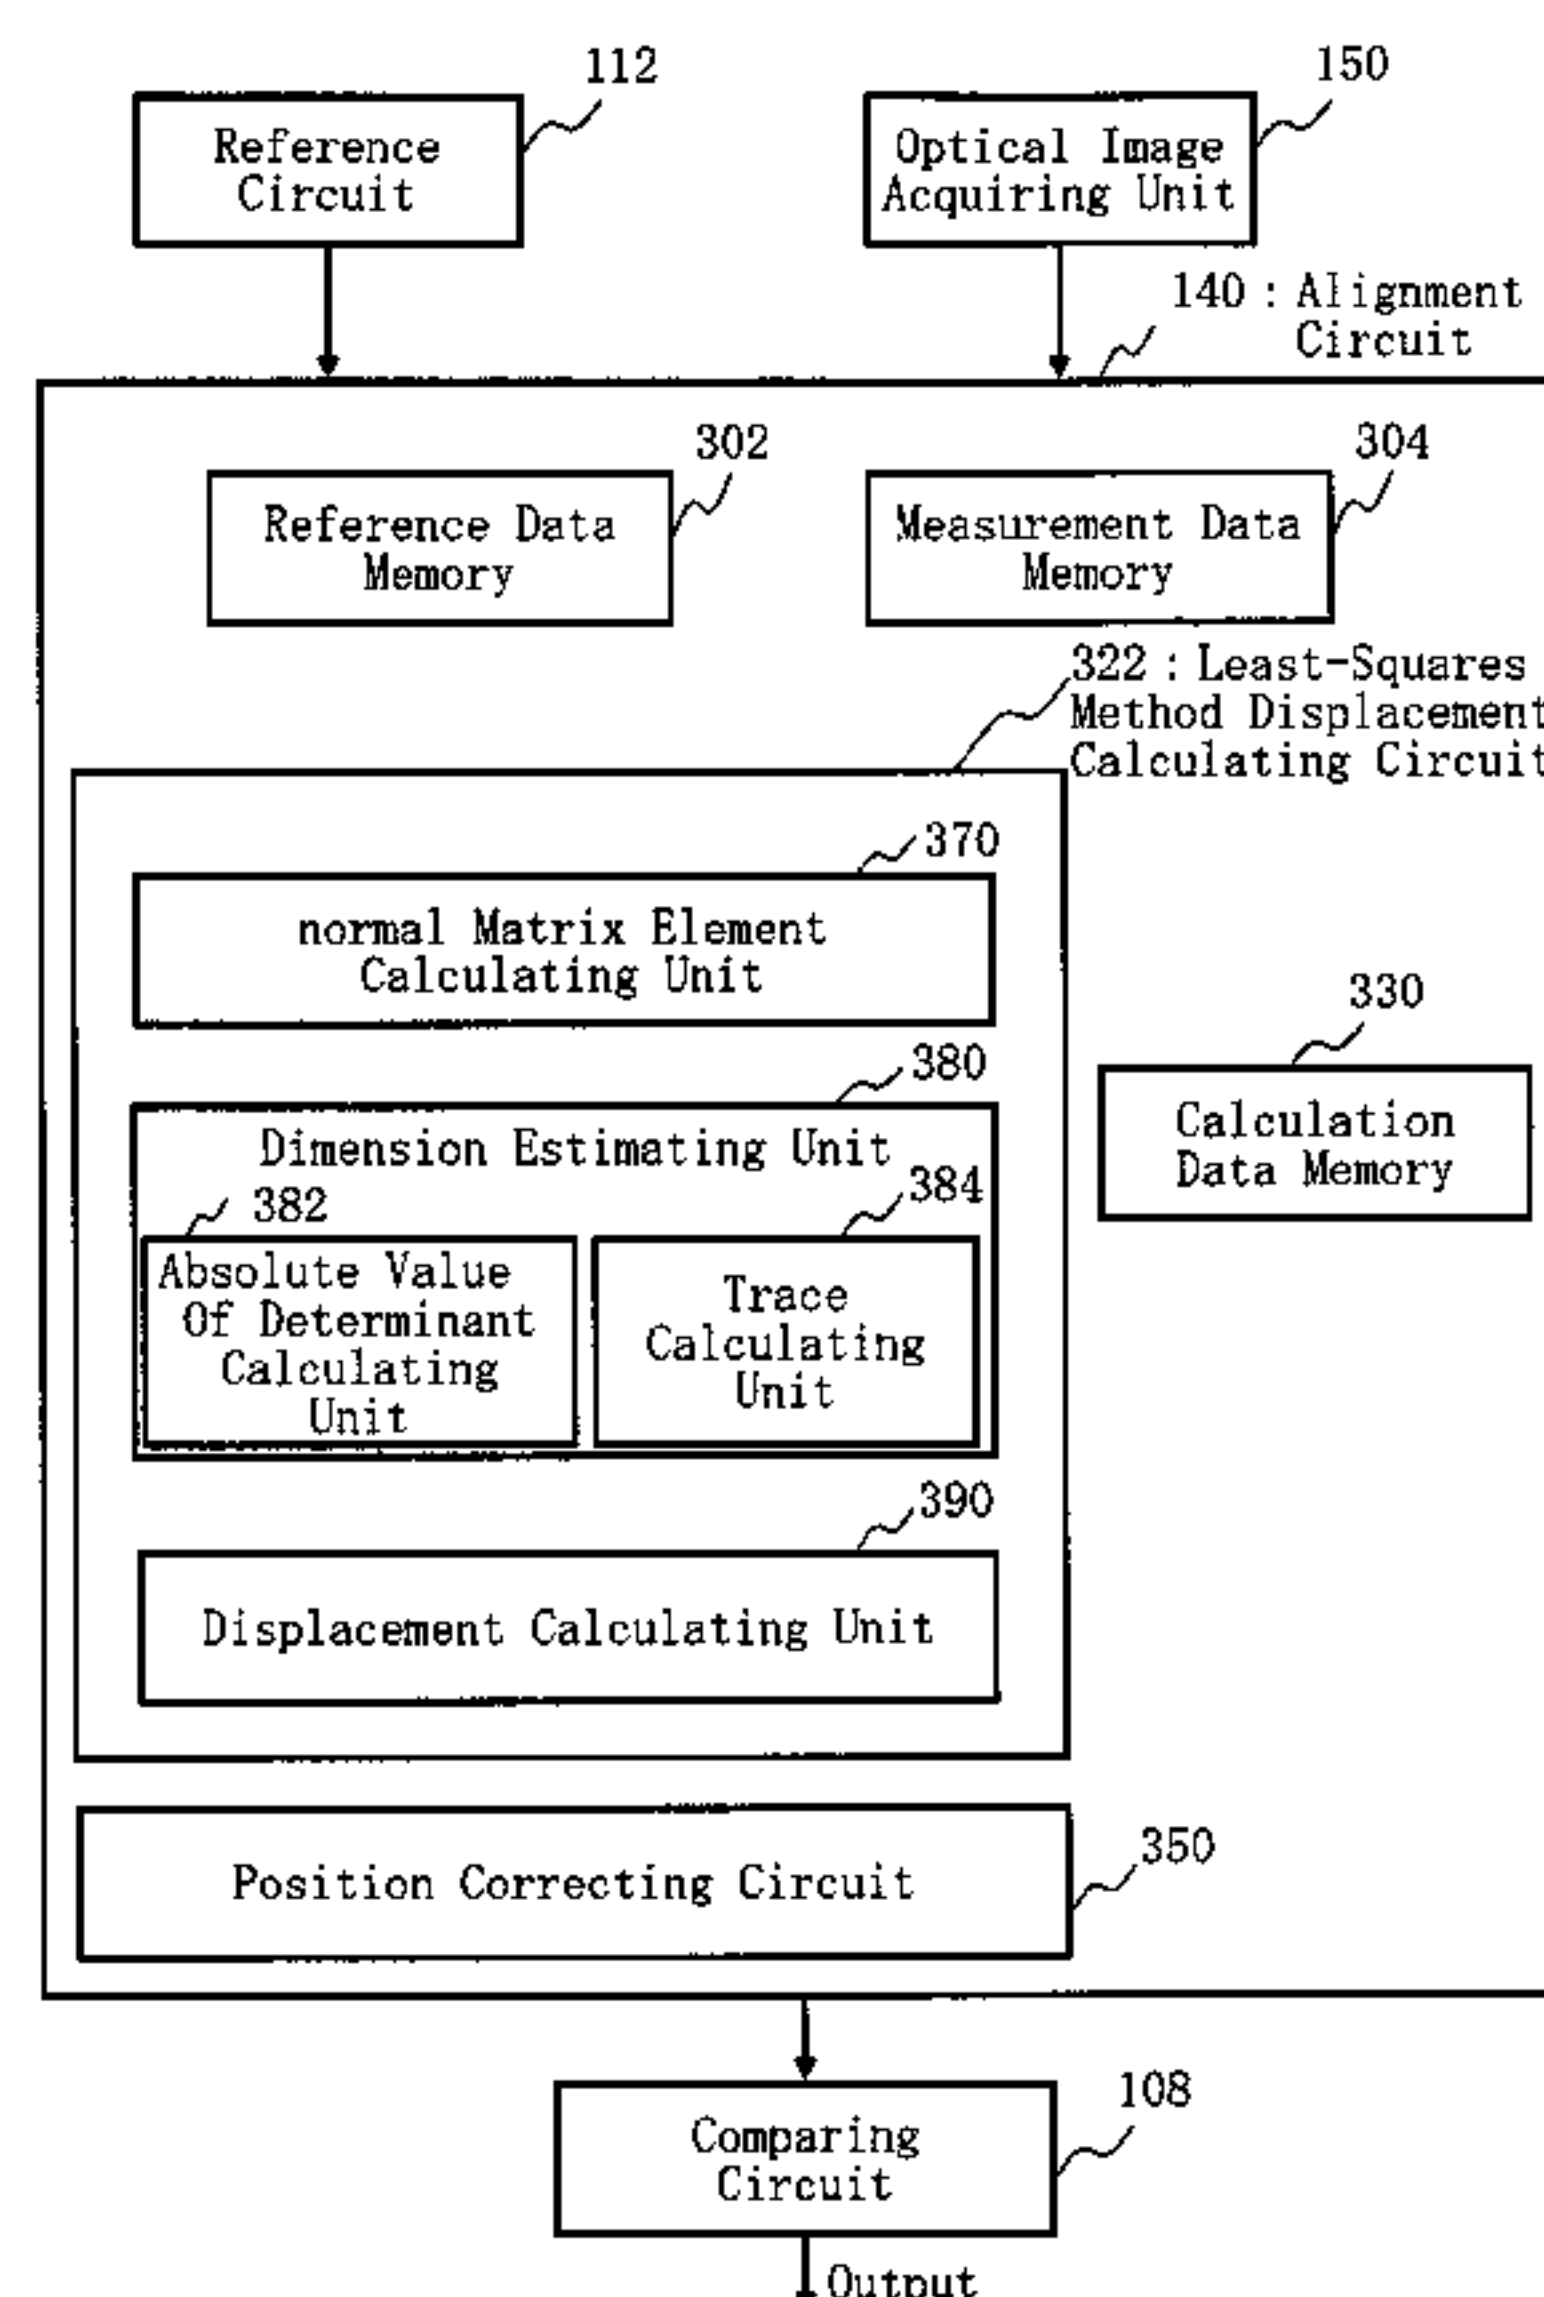 112
Reference
Circuit
150
Optical Image
Acquiring Unit
140 : Alignment
Circuit
302
Reference Data
Memory
304
Measurement Data
Memory
322 : Least-Squares
Method Displacement
Calculating Circuit
370
normal Matrix Element
Calculating Unit
380
Dimension Estimating Unit
382
Absolute Value
Of Determinant
Calculating
Unit
384
Trace
Calculating
Unit
330
Calculation
Data Memory
390
Displacement Calculating Unit
350
Position Correcting Circuit
108
Comparing
Circuit
Output